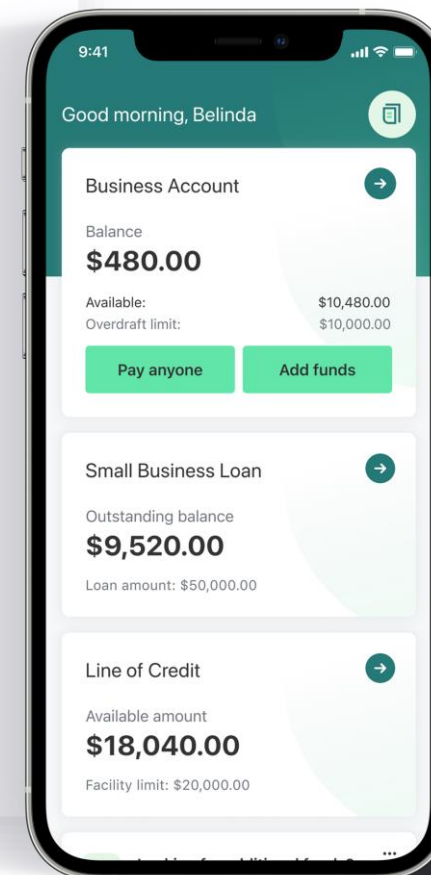 9:41
Good morning, Belinda
Business Account
Balance
$480.00
Available: $10,480.00
Overdraft limit: $10,000.00
Pay anyone Add funds
Small Business Loan
Outstanding balance
$9,520.00
Loan amount: $50,000.00
Line of Credit
Available amount
$18,040.00
Facility limit: $20,000.00